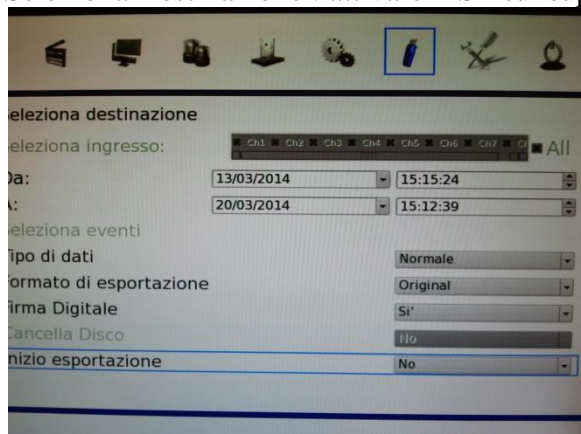 eleziona destinazione
eleziona ingresso: Ch1 Ch2 Ch3 Ch4 Ch5 Ch6 Ch7 Ch All
Da: 13/03/2014 15:15:24
A: 20/03/2014 15:12:39
eleziona eventi
Tipo di dati Normale
ormato di esportazione Original
irma Digitale Si'
Cancella Disco No
nizio esportazione No